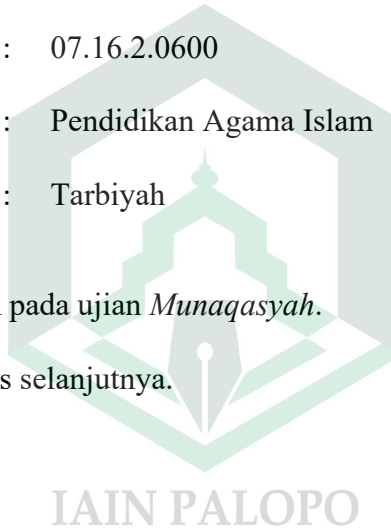 : 07.16.2.0600
: Pendidikan Agama Islam
: Tarbiyah
pada ujian Munaqasyah.
selanjutnya.
IAIN PALOPO